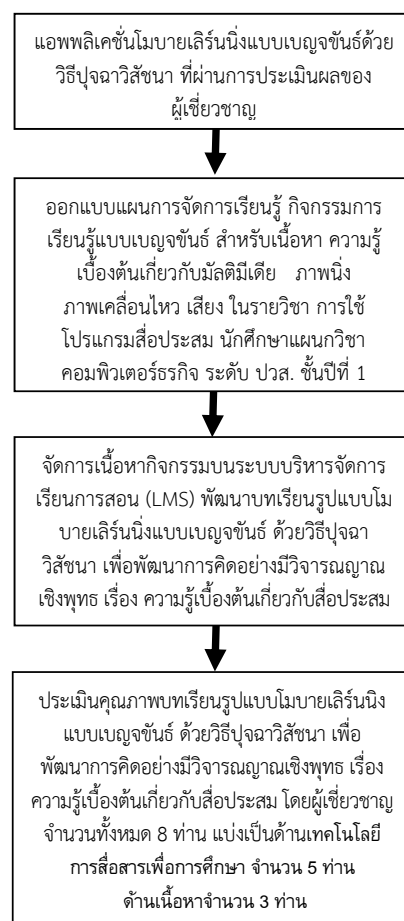 แอพพลิเคชั่นโมบายเลิร์นนิ่งแบบเบญจขันธ์ด้วย
วิธีปุจฉาวิสัชนา ที่ผ่านการประเมินผลของ
ผู้เชี่ยวชาญ
ออกแบบแผนการจัดการเรียนรู้ กิจกรรมการ
เรียนรู้แบบเบญจขันธ์ สำหรับเนื้อหา ความรู้
เบื้องต้นเกี่ยวกับมัลติมีเดีย ภาพนิ่ง
ภาพเคลื่อนไหว เสียง ในรายวิชา การใช้
โปรแกรมสื่อประสม นักศึกษาแผนกวิชา
คอมพิวเตอร์ธุรกิจ ระดับ ปวส. ชั้นปีที่ 1
จัดการเนื้อหากิจกรรมบนระบบบริหารจัดการ
เรียนการสอน (LMS) พัฒนาบทเรียนรูปแบบโม
บายเลิร์นนิ่งแบบเบญจขันธ์ ด้วยวิธีปุจฉา
วิสัชนา เพื่อพัฒนาการคิดอย่างมีวิจารณญาณ
เชิงพุทธ เรื่อง ความรู้เบื้องต้นเกี่ยวกับสื่อประสม
ประเมินคุณภาพบทเรียนรูปแบบโมบายเลิร์นนิง
แบบเบญจขันธ์ ด้วยวิธีปุจฉาวิสัชนา เพื่อ
พัฒนาการคิดอย่างมีวิจารณญาณเชิงพุทธ เรื่อง
ความรู้เบื้องต้นเกี่ยวกับสื่อประสม โดยผู้เชี่ยวชาญ
จำนวนทั้งหมด 8 ท่าน แบ่งเป็นด้านเทคโนโลยี
การสื่อสารเพื่อการศึกษา จำนวน 5 ท่าน
ด้านเนื้อหาจำนวน 3 ท่าน